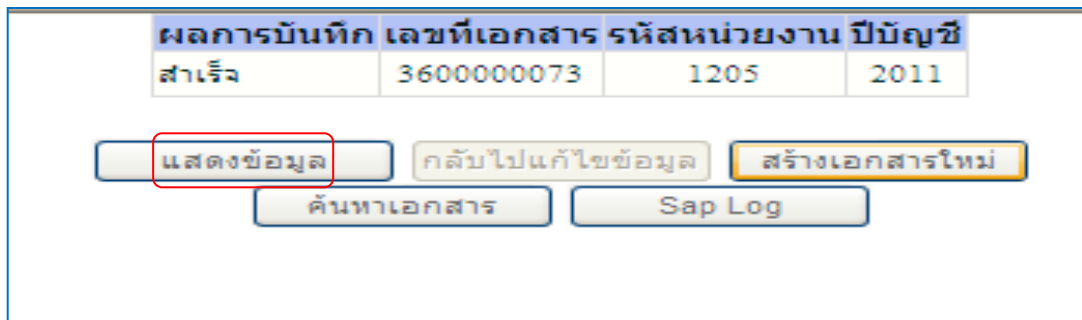 ผลการบันทึก เลขที่เอกสาร รหัสหน่วยงาน ปีบัญชี
สำเร็จ 3600000073 1205 2011
แสดงข้อมูล กลับไปแก้ไขข้อมูล สร้างเอกสารใหม่
ค้นหาเอกสาร Sap Log